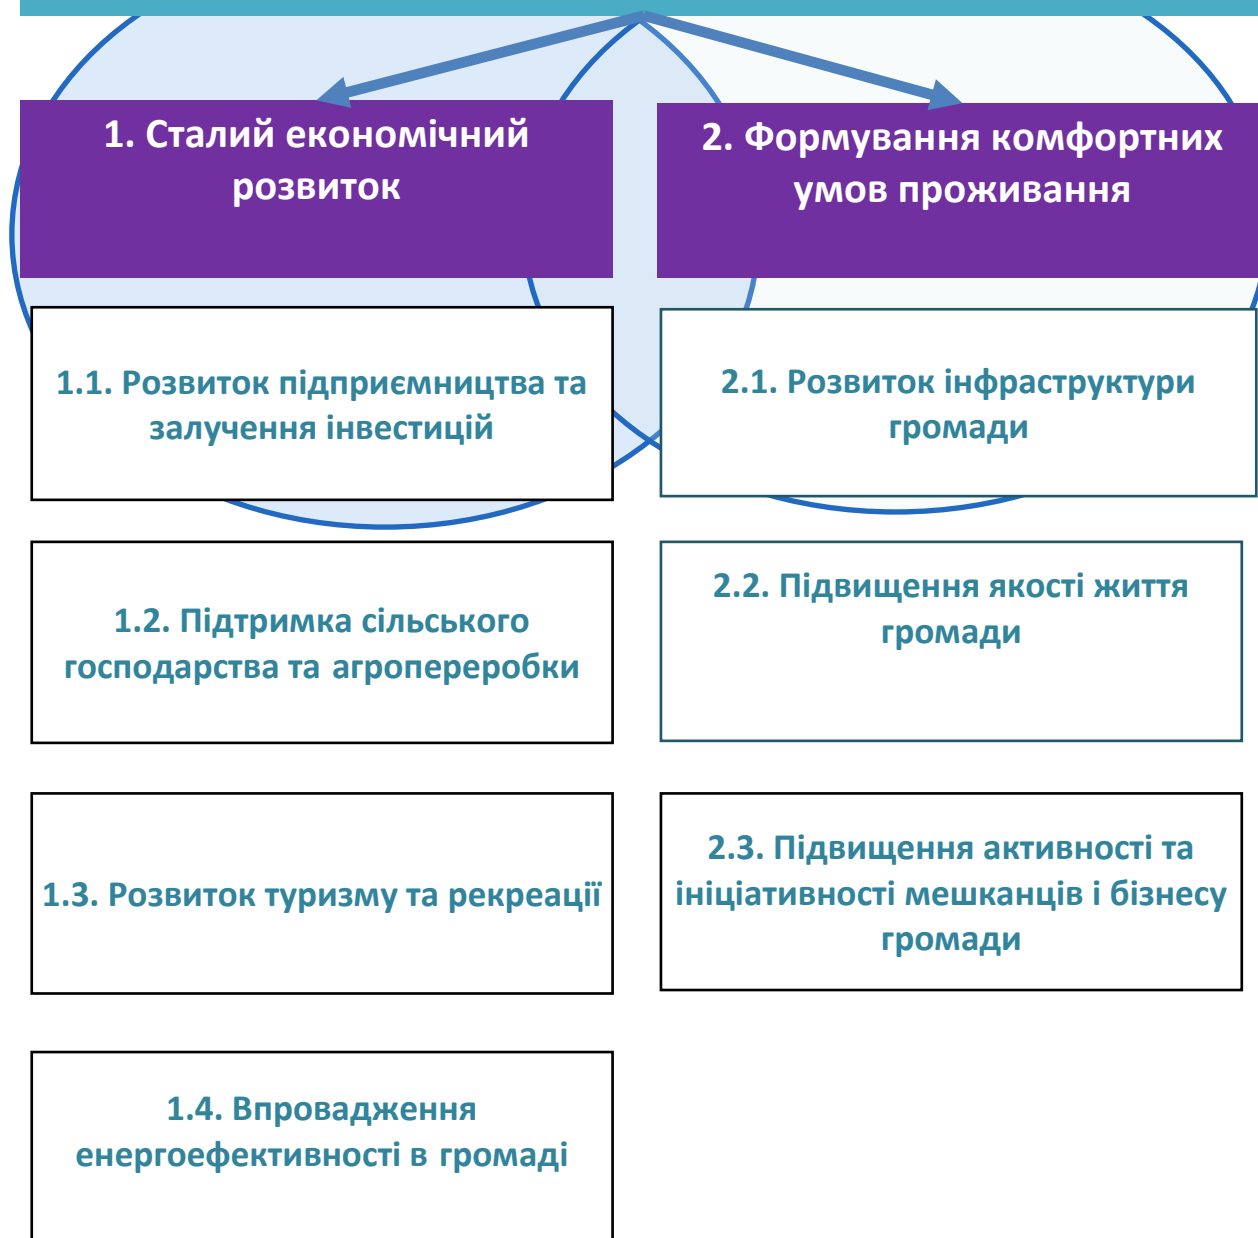 1. Сталий економічний
розвиток
2. Формування комфортних
умов проживання
1.1. Розвиток підприємництва та
залучення інвестицій
2.1. Розвиток інфраструктури
громади
1.2. Підтримка сільського
господарства та агропереробки
2.2. Підвищення якості життя
громади
1.3. Розвиток туризму та рекреації
2.3. Підвищення активності та
ініціативності мешканців і бізнесу
громади
1.4. Впровадження
енергоефективності в громаді